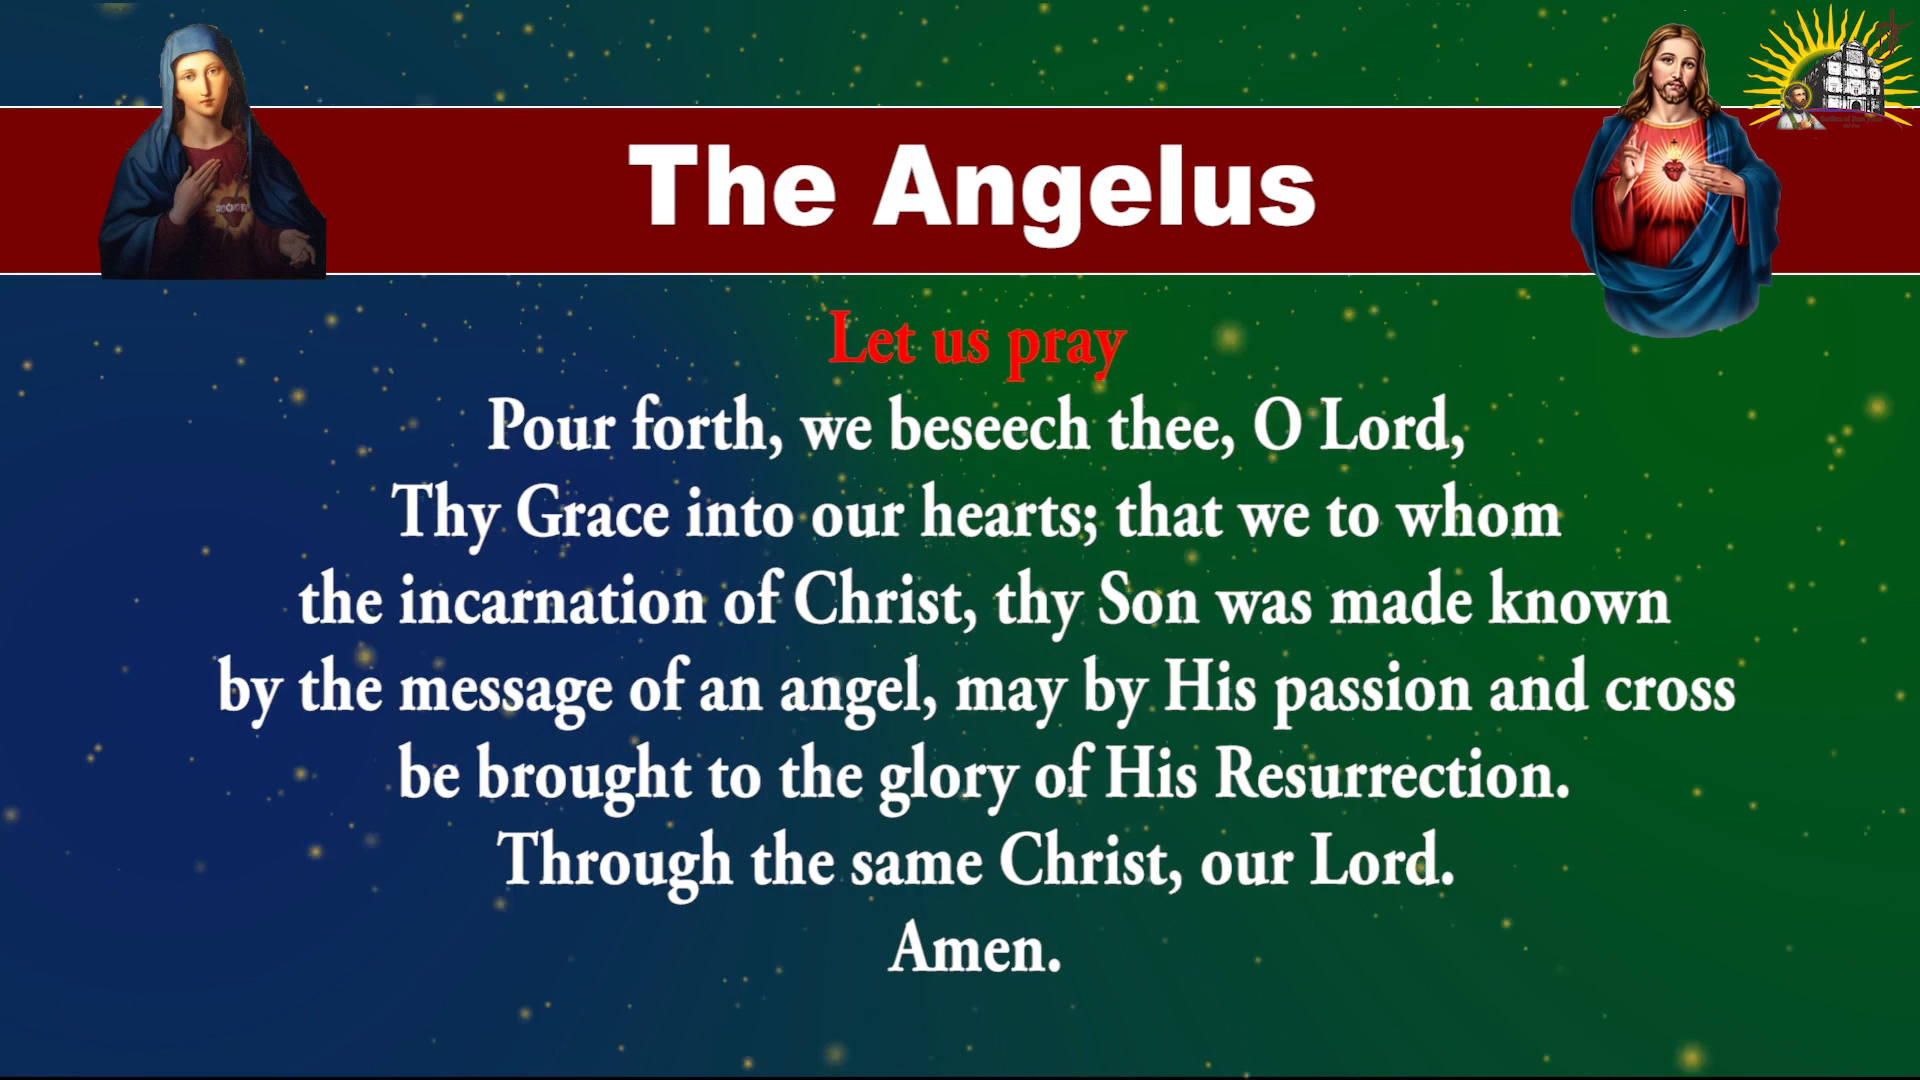 The Angelus
Let us pray
Pour forth, we beseech thee, O Lord,
Thy Grace into our hearts; that we to whom
the incarnation of Christ, thy Son was made known
by the message of an angel, may by His passion and cross
be brought to the glory of His Resurrection.
Through the same Christ, our Lord.
Amen.